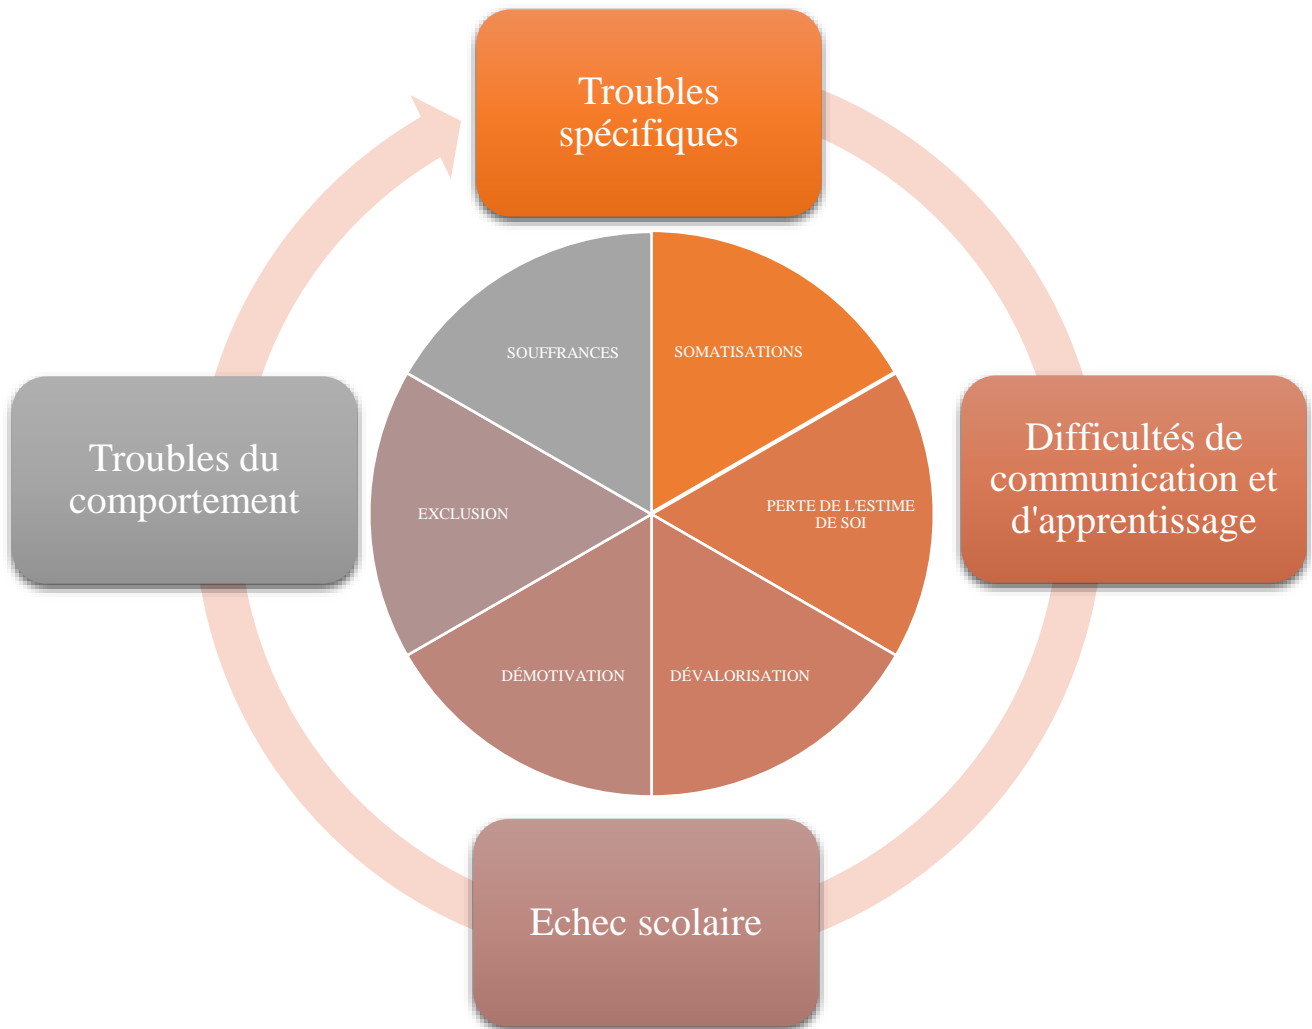 Troubles
spécifiques
SOUFFRANCES
SOMATISATIONS
Troubles du
comportement
Difficultés de
communication et
d'apprentissage
EXCLUSION
PERTE DE L'ESTIME
DE SOI
DÉMOTIVATION
DÉVALORISATION
Echec scolaire